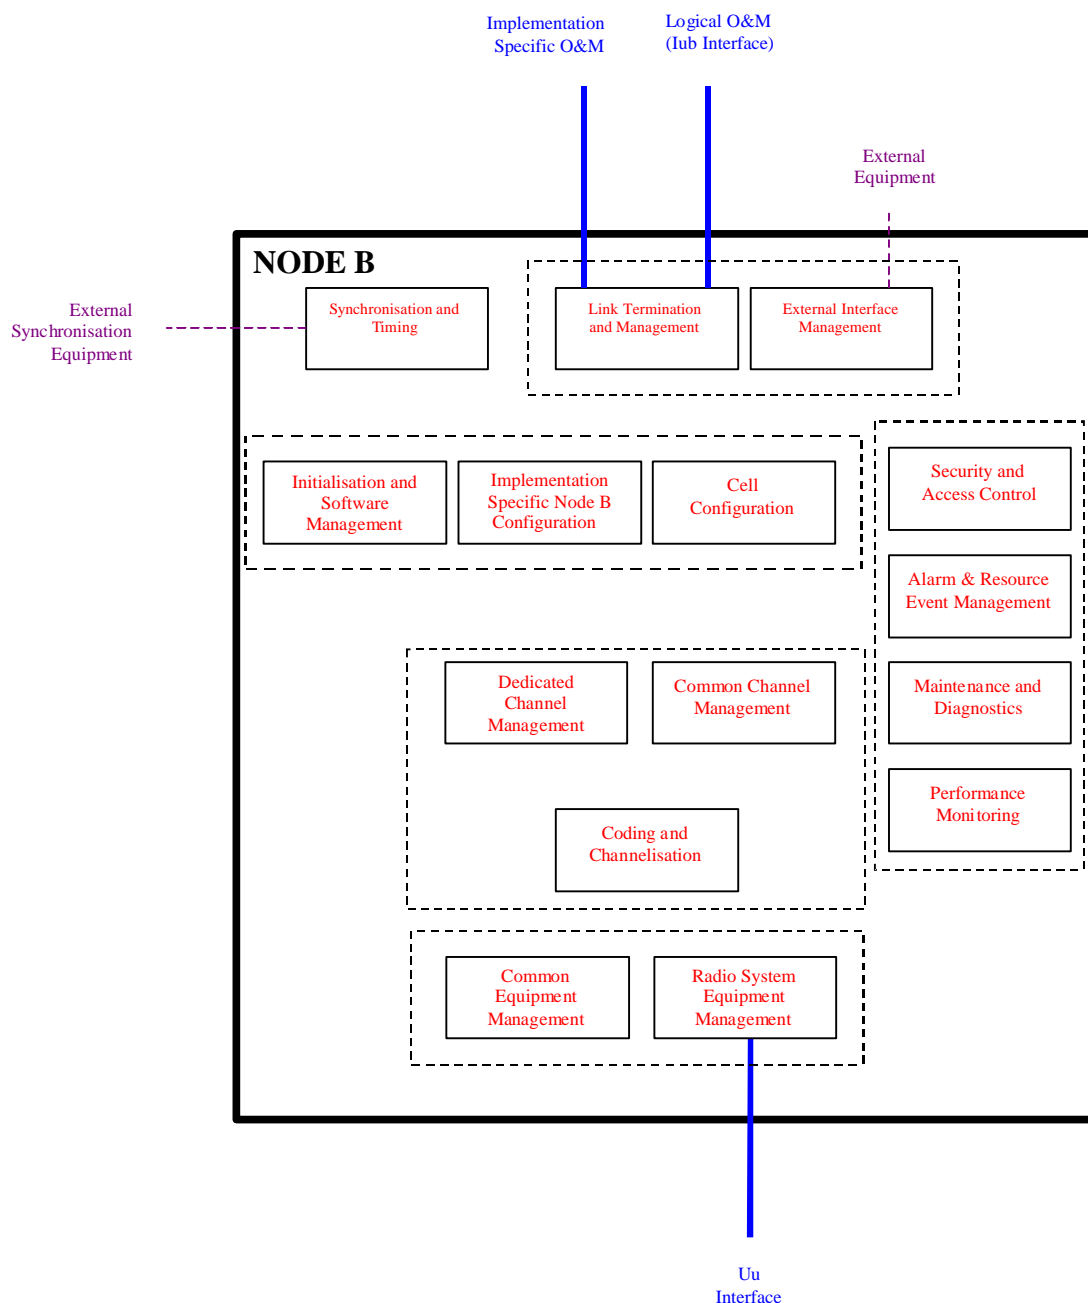 Implementation
Specific O&M
Logical O&M
(Iub Interface)
External
Equipment
NODE B
External
Synchronisation
Equipment
Synchronisation and
Timing
Link Termination
and Management
External Interface
Management
Initialisation and
Software
Management
Implementation
Specific Node B
Configuration
Cell
Configuration
Security and
Access Control
Alarm & Resource
Event Management
Dedicated
Channel
Management
Common Channel
Management
Maintenance and
Diagnostics
Performance
Monitoring
Coding and
Channelisation
Common
Equipment
Management
Radio System
Equipment
Management
Uu
Interface